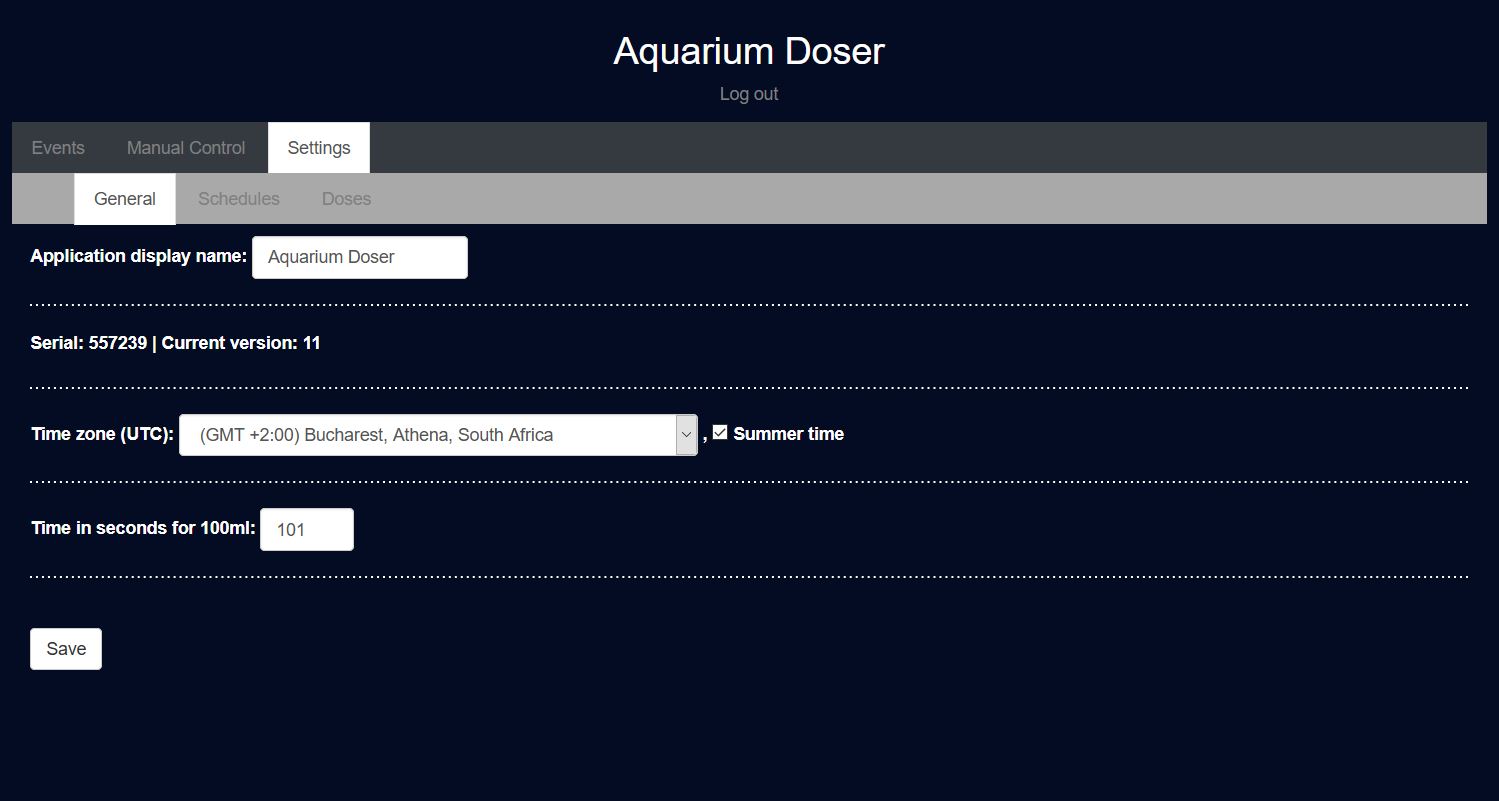 Aquarium Doser
Log out
Events Manual Control Settings
General Schedules Doses
Application display name: Aquarium Doser
Serial: 557239 | Current version: 11
Time zone (UTC): (GMT +2:00) Bucharest, Athena, South Africa , Summer time
Time in seconds for 100ml: 101
Save